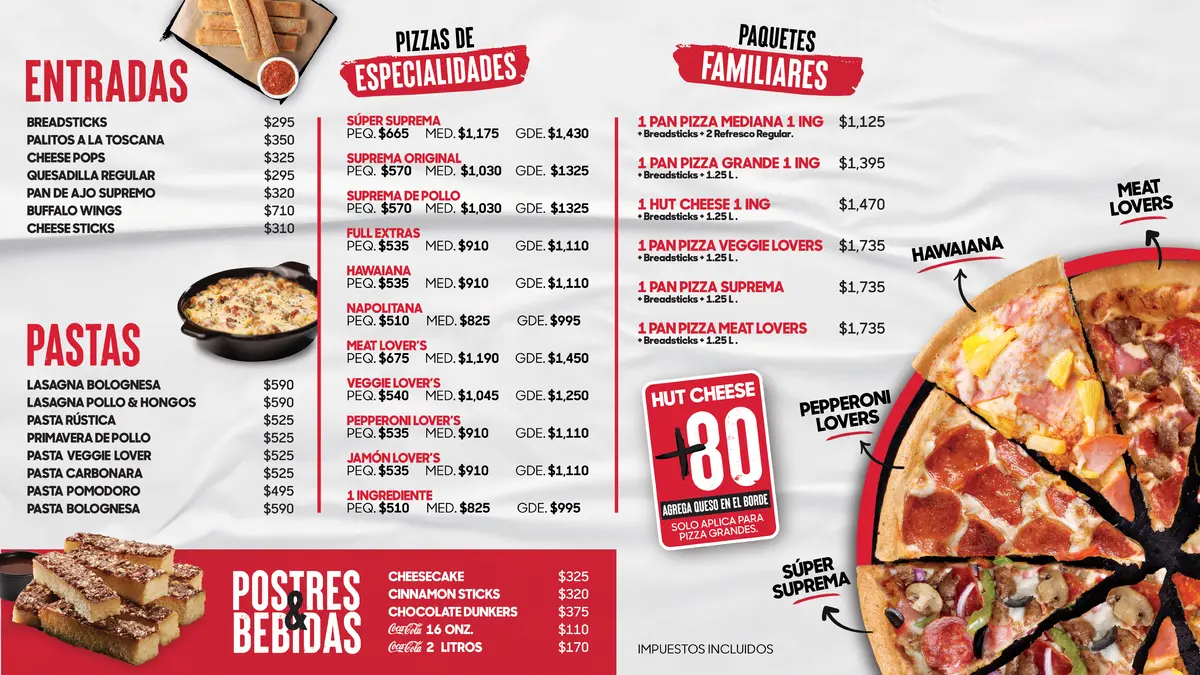 ENTRADAS
BREADSTICKS $295
PALITOS A LA TOSCANA $350
CHEESE POPS $325
QUESADILLA REGULAR $295
PAN DE AJO SUPREMO $320
BUFFALO WINGS $710
CHEESE STICKS $310
PASTAS
LASAGNA BOLOGNESA $590
LASAGNA POLLO & HONGOS $590
PASTA RÚSTICA $525
PRIMAVERA DE POLLO $525
PASTA VEGGIE LOVER $525
PASTA CARBONARA $525
PASTA POMODORO $495
PASTA BOLOGNESA $590
PIZZAS DE
ESPECIALIDADES
SÚPER SUPREMA
PEQ. $665 MED. $1,175 GDE. $1,430
SUPREMA ORIGINAL
PEQ. $570 MED. $1,030 GDE. $1325
SUPREMA DE POLLO
PEQ. $570 MED. $1,030 GDE. $1325
FULL EXTRAS
PEQ. $535 MED. $910 GDE. $1,110
HAWAIANA
PEQ. $535 MED. $910 GDE. $1,110
NAPOLITANA
PEQ. $510 MED. $825 GDE. $995
MEAT LOVER'S
PEQ. $675 MED. $1,190 GDE. $1,450
VEGGIE LOVER'S
PEQ. $540 MED. $1,045 GDE. $1,250
PEPPERONI LOVER'S
PEQ. $535 MED. $910 GDE. $1,110
JAMÓN LOVER'S
PEQ. $535 MED. $910 GDE. $1,110
1 INGREDIENTE
PEQ. $510 MED. $825 GDE. $995
PAQUETES
FAMILIARES
1 PAN PIZZA MEDIANA 1 ING $1,125
+ Breadsticks + 2 Refresco Regular.
1 PAN PIZZA GRANDE 1 ING $1,395
+ Breadsticks + 1.25 L.
1 HUT CHEESE 1 ING $1,470
+ Breadsticks + 1.25 L.
1 PAN PIZZA VEGGIE LOVERS $1,735
+ Breadsticks + 1.25 L.
1 PAN PIZZA SUPREMA $1,735
+ Breadsticks + 1.25 L.
1 PAN PIZZA MEAT LOVERS $1,735
+ Breadsticks + 1.25 L.
HUT CHEESE
+80
AGREGA QUESO EN EL BORDE
SOLO APLICA PARA
PIZZA GRANDES.
MEAT
LOVERS
HAWAIANA
PEPPERONI
LOVERS
SÚPER
SUPREMA
POSTRES
&
BEBIDAS
CHEESECAKE $325
CINNAMON STICKS $320
CHOCOLATE DUNKERS $375
Coca-Cola 16 ONZ. $110
Coca-Cola 2 LITROS $170
IMPUESTOS INCLUIDOS